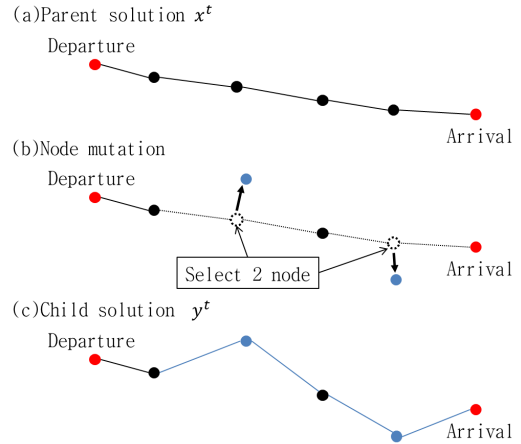 (a)Parent solution x^t
Departure
Arrival
(b)Node mutation
Departure
Select 2 node
Arrival
(c)Child solution y^t
Departure
Arrival